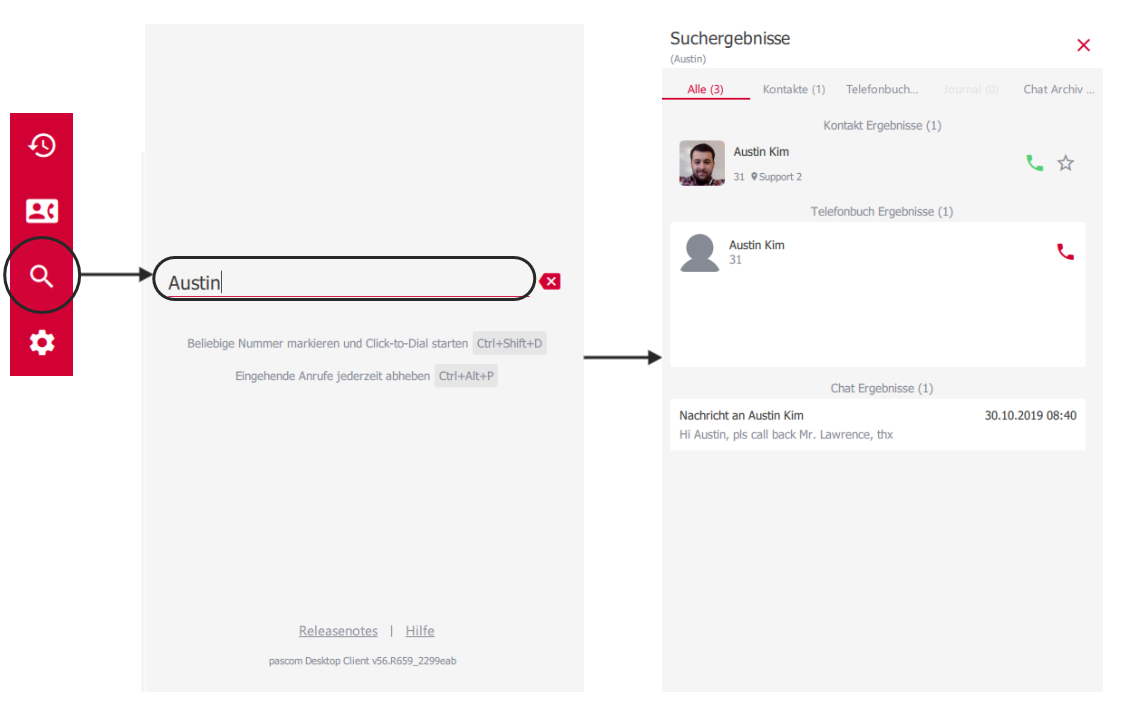 Austin
Beliebige Nummer markieren und Click-to-Dial starten Ctrl+Shift+D
Eingehende Anrufe jederzeit abheben Ctrl+Alt+P
Releasenotes | Hilfe
pascom Desktop Client v56.R659_2299eab
Suchergebnisse
(Austin)
Alle (3) Kontakte (1) Telefonbuch... Journal (0) Chat Archiv ...
Kontakt Ergebnisse (1)
Austin Kim
31 Support 2
Telefonbuch Ergebnisse (1)
Austin Kim
31
Chat Ergebnisse (1)
Nachricht an Austin Kim 30.10.2019 08:40
Hi Austin, pls call back Mr. Lawrence, thx